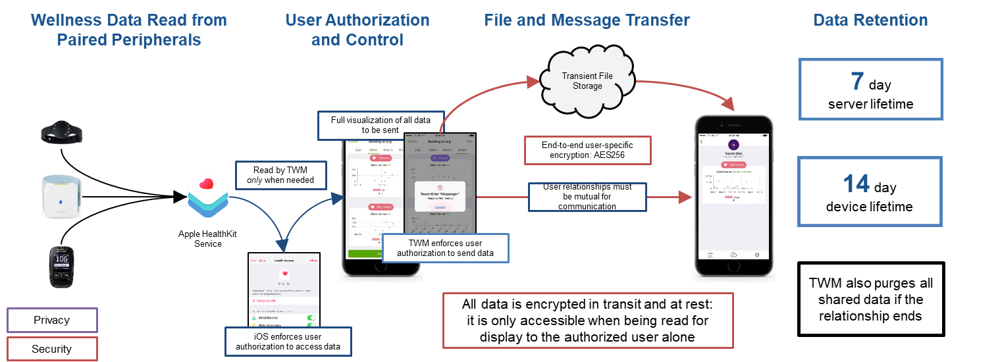 Wellness Data Read from
Paired Peripherals
User Authorization
and Control
File and Message Transfer
Data Retention
Transient File
Storage
7 day
server lifetime
Full visualization of all data
to be sent
Cancel
Sending to
Day
Week
Month
End-to-end user-specific
encryption: AES256
Read by TWM
only when needed
Touch ID for "Messenger"
Cancel
User relationships must
be mutual for
communication
14 day
device lifetime
Apple HealthKit
Service
106
TWM enforces user
authorization to send data
Health Access
Health
iOS enforces user
authorization to access data
All data is encrypted in transit and at rest:
it is only accessible when being read for
display to the authorized user alone
TWM also purges all
shared data if the
relationship ends
Privacy
Security